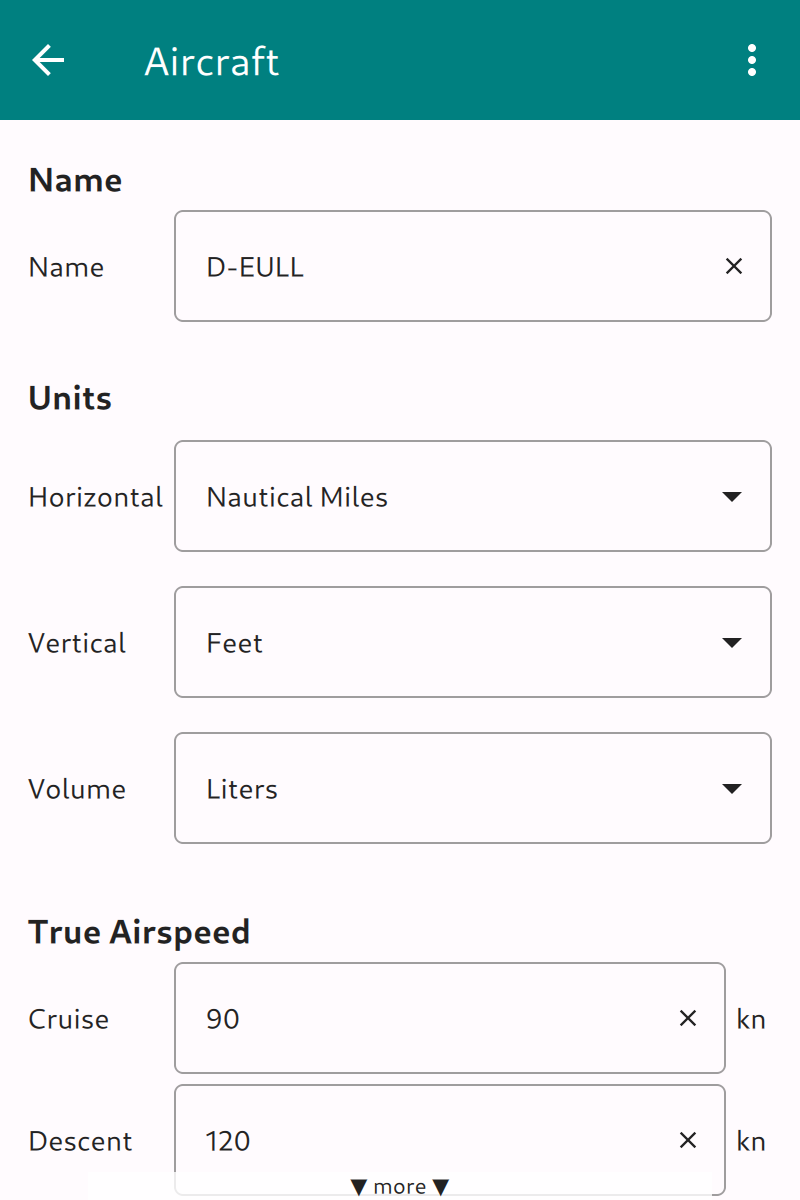 Aircraft
Name
Name D-EULL
Units
Horizontal Nautical Miles
Vertical Feet
Volume Liters
True Airspeed
Cruise 90 kn
Descent 120 kn
▼ more ▼